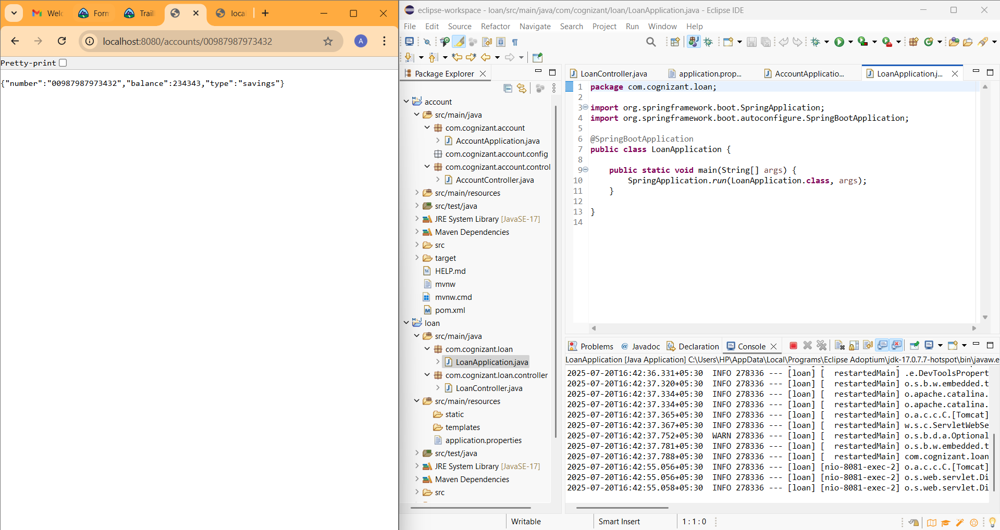 Welc
Form
Traill
loca
localhost:8080/accounts/00987987973432
A
Pretty-print
{"number":"00987987973432","balance":234343,"type":"savings"}
eclipse-workspace - loan/src/main/java/com/cognizant/loan/LoanApplication.java - Eclipse IDE
File Edit Source Refactor Navigate Search Project Run Window Help
Package Explorer
account
src/main/java
com.cognizant.account
AccountApplication.java
com.cognizant.account.config
com.cognizant.account.control
AccountController.java
src/main/resources
src/test/java
JRE System Library [JavaSE-17]
Maven Dependencies
src
target
HELP.md
mvnw
mvnw.cmd
pom.xml
loan
src/main/java
com.cognizant.loan
LoanApplication.java
com.cognizant.loan.controller
LoanController.java
src/main/resources
static
templates
application.properties
src/test/java
JRE System Library [JavaSE-17]
Maven Dependencies
src
LoanController.java application.prop... AccountApplicatio... LoanApplication.j...
1 package com.cognizant.loan;
2
3 import org.springframework.boot.SpringApplication;
4 import org.springframework.boot.autoconfigure.SpringBootApplication;
5
6 @SpringBootApplication
7 public class LoanApplication {
8
9 public static void main(String[] args) {
10 SpringApplication.run(LoanApplication.class, args);
11 }
12
13 }
14
Problems Javadoc Declaration Console
LoanApplication [Java Application] C:\Users\HP\AppData\Local\Programs\Eclipse Adoptium\jdk-17.0.7.7-hotspot\bin\javaw.e
2025-07-20T16:42:36.331+05:30 INFO 278336 --- [loan] [ restartedMain] .e.DevToolsPropert
2025-07-20T16:42:37.320+05:30 INFO 278336 --- [loan] [ restartedMain] o.s.b.w.embedded.t
2025-07-20T16:42:37.334+05:30 INFO 278336 --- [loan] [ restartedMain] o.apache.catalina.
2025-07-20T16:42:37.334+05:30 INFO 278336 --- [loan] [ restartedMain] o.apache.catalina.
2025-07-20T16:42:37.365+05:30 INFO 278336 --- [loan] [ restartedMain] o.a.c.c.C.[Tomcat]
2025-07-20T16:42:37.367+05:30 INFO 278336 --- [loan] [ restartedMain] w.s.c.ServletWebSe
2025-07-20T16:42:37.752+05:30 WARN 278336 --- [loan] [ restartedMain] o.s.b.d.a.Optional
2025-07-20T16:42:37.781+05:30 INFO 278336 --- [loan] [ restartedMain] o.s.b.w.embedded.t
2025-07-20T16:42:37.788+05:30 INFO 278336 --- [loan] [ restartedMain] com.cognizant.loan
2025-07-20T16:42:55.056+05:30 INFO 278336 --- [loan] [nio-8081-exec-2] o.a.c.c.C.[Tomcat]
2025-07-20T16:42:55.056+05:30 INFO 278336 --- [loan] [nio-8081-exec-2] o.s.web.servlet.Di
2025-07-20T16:42:55.058+05:30 INFO 278336 --- [loan] [nio-8081-exec-2] o.s.web.servlet.Di
Writable Smart Insert 1 : 1 : 0